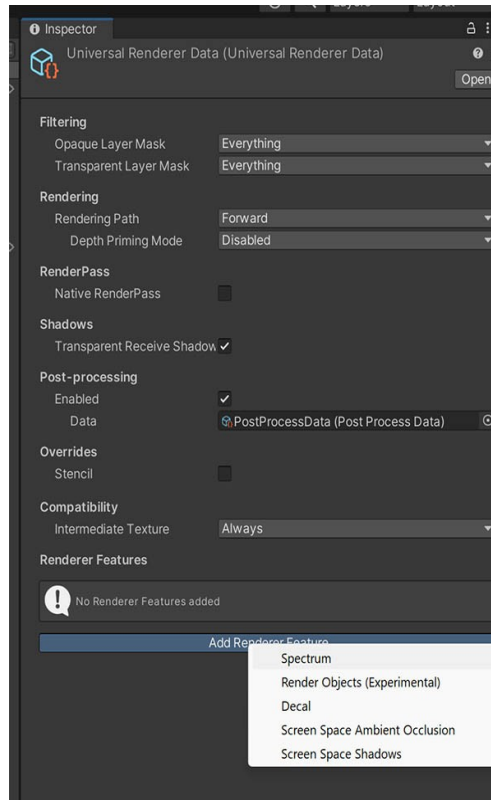 Inspector
Universal Renderer Data (Universal Renderer Data)
Open
Filtering
Opaque Layer Mask Everything
Transparent Layer Mask Everything
Rendering
Rendering Path Forward
Depth Priming Mode Disabled
RenderPass
Native RenderPass
Shadows
Transparent Receive Shadow
Post-processing
Enabled
Data PostProcessData (Post Process Data)
Overrides
Stencil
Compatibility
Intermediate Texture Always
Renderer Features
No Renderer Features added
Add Renderer Feature
Spectrum
Render Objects (Experimental)
Decal
Screen Space Ambient Occlusion
Screen Space Shadows